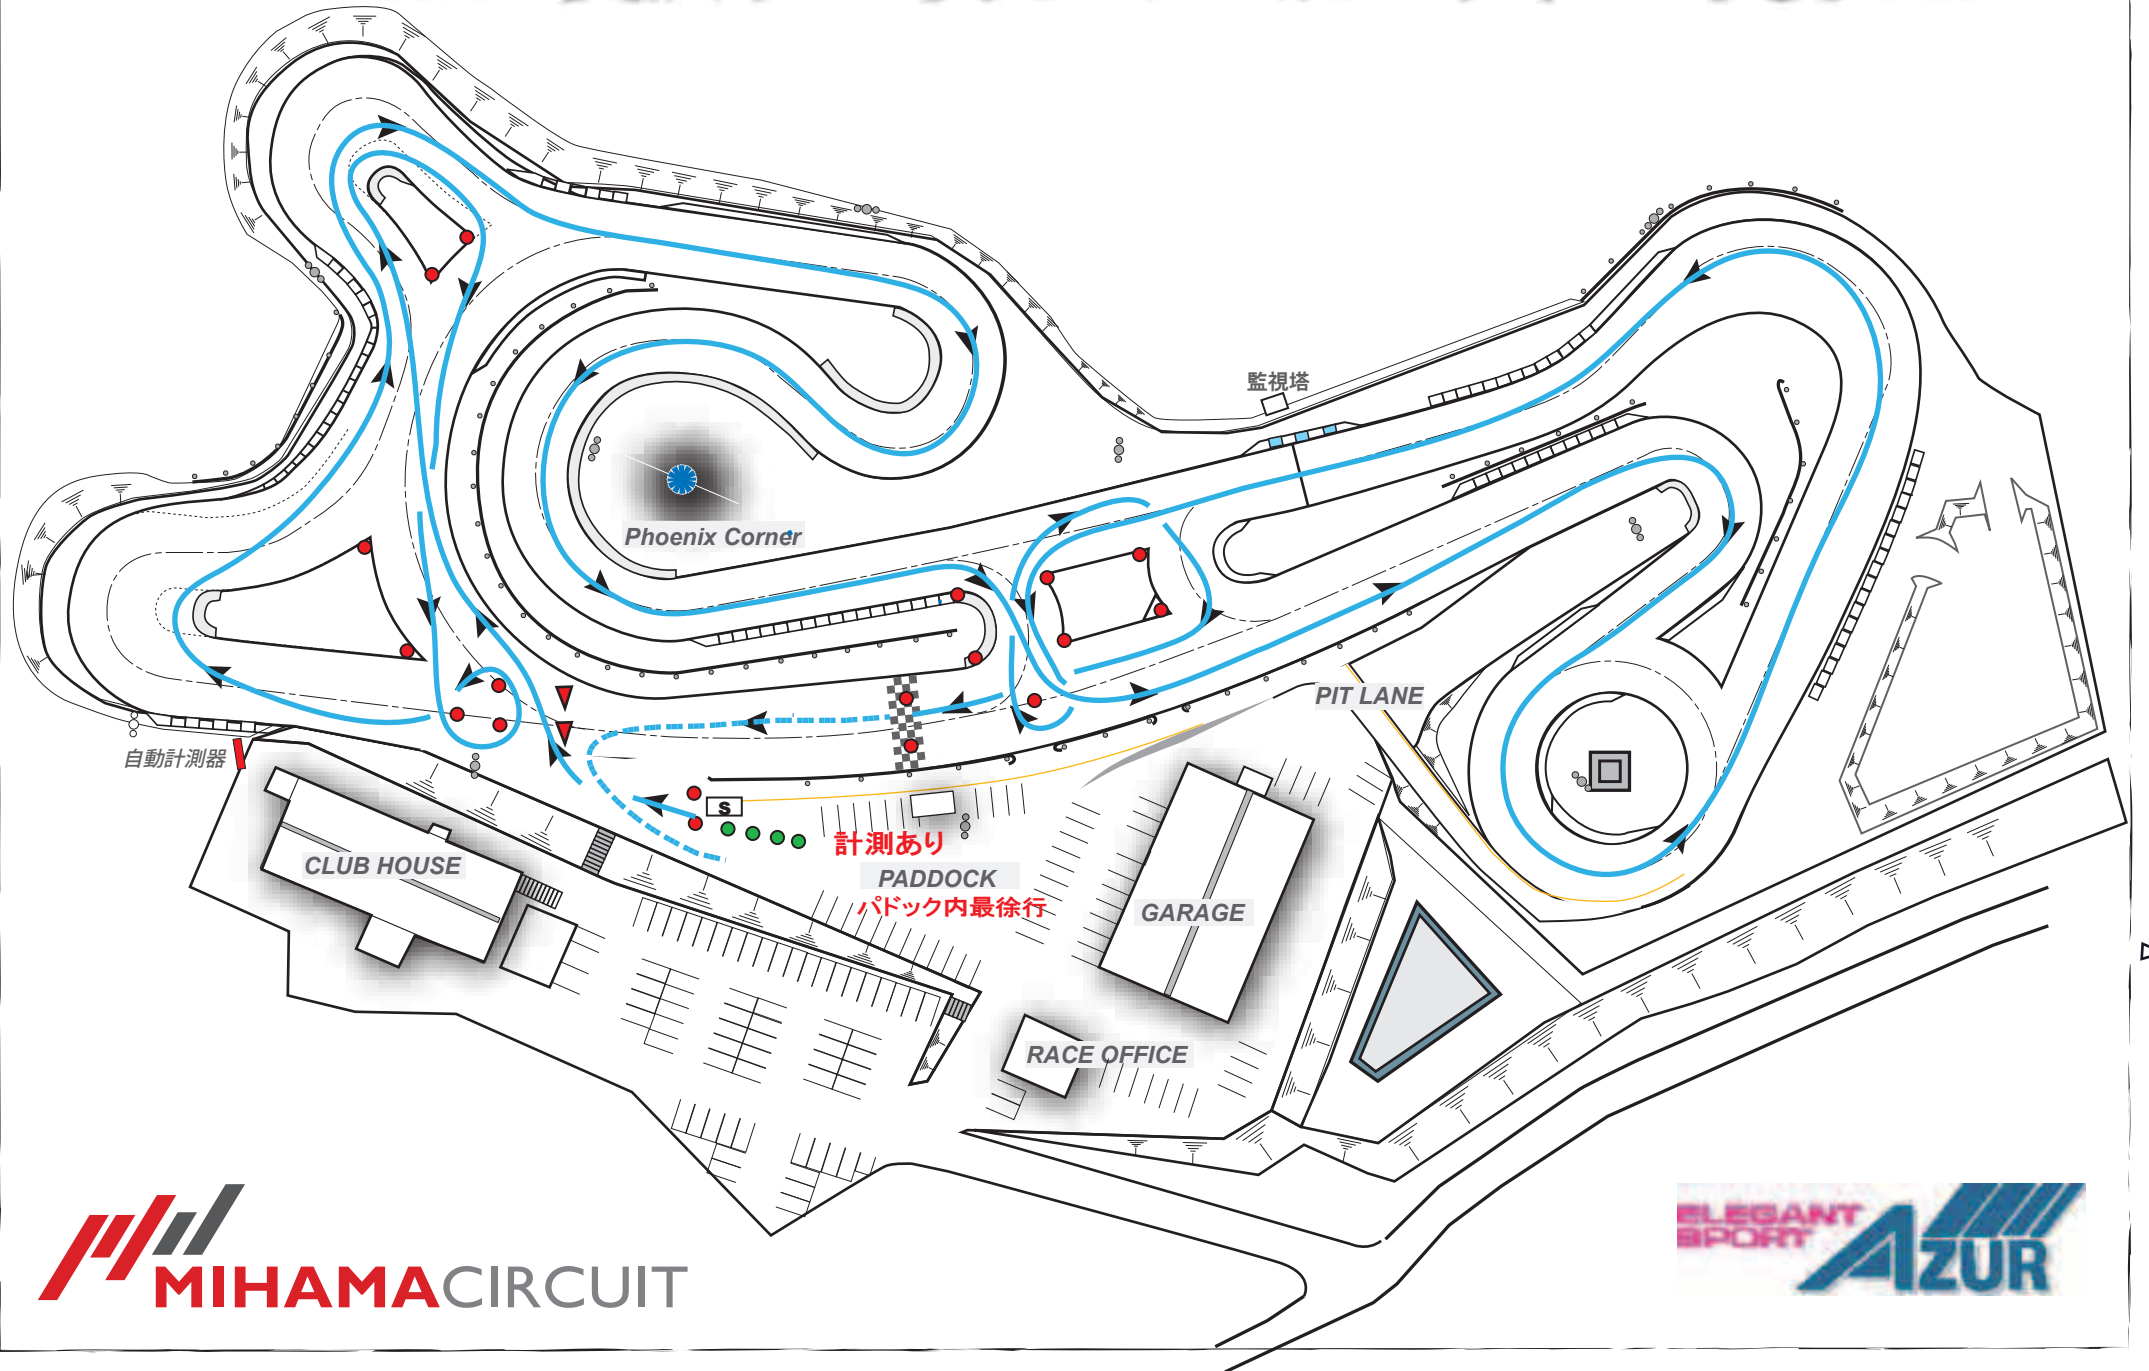 監視塔
Phoenix Corner
PIT LANE
自動計測器
S
計測あり
CLUB HOUSE
PADDOCK
パドック内最徐行
GARAGE
RACE OFFICE
MIHAMACIRCUIT
ELEGANT
SPORT
AZUR